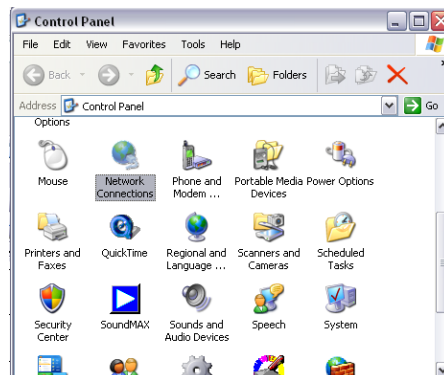 Control Panel
File Edit View Favorites Tools Help
Back Search Folders
Address Control Panel Go
Options
Mouse Network Connections Phone and Modem ... Portable Media Devices Power Options
Printers and Faxes QuickTime Regional and Language ... Scanners and Cameras Scheduled Tasks
Security Center SoundMAX Sounds and Audio Devices Speech System